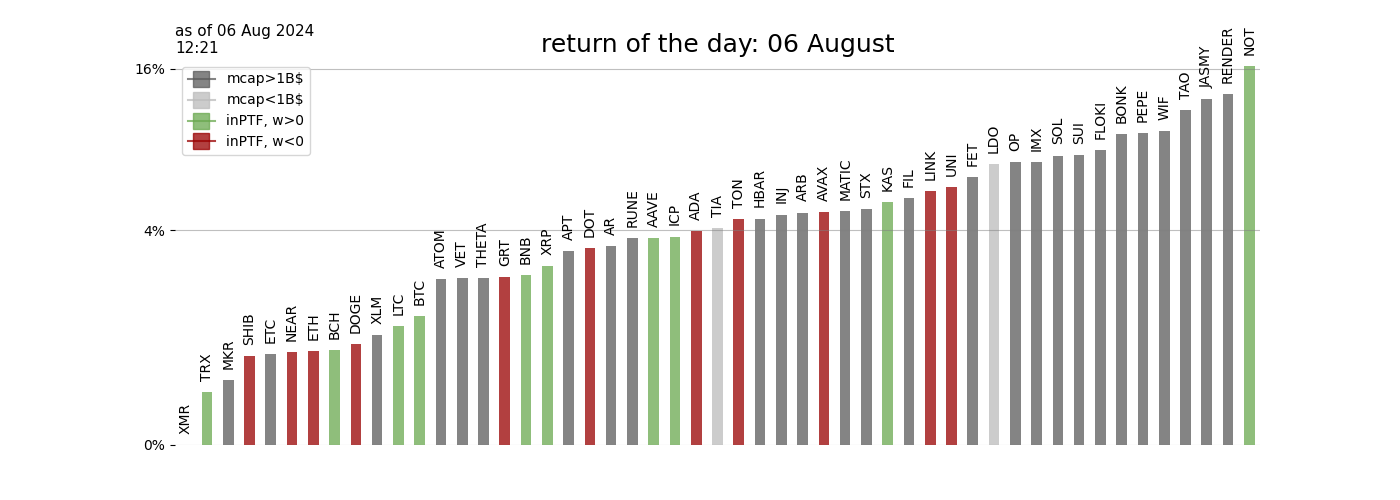 as of 06 Aug 2024
12:21
return of the day: 06 August
16%
4%
0%
mcap>1B$
mcap<1B$
inPTF, w>0
inPTF, w<0
XMR
TRX
MKR
SHIB
ETC
NEAR
ETH
BCH
DOGE
XLM
LTC
BTC
ATOM
VET
THETA
GRT
BNB
XRP
APT
DOT
AR
RUNE
AAVE
ICP
ADA
TIA
TON
HBAR
INJ
ARB
AVAX
MATIC
STX
KAS
FIL
LINK
UNI
FET
LDO
OP
IMX
SOL
SUI
FLOKI
BONK
PEPE
WIF
TAO
JASMY
RENDER
NOT